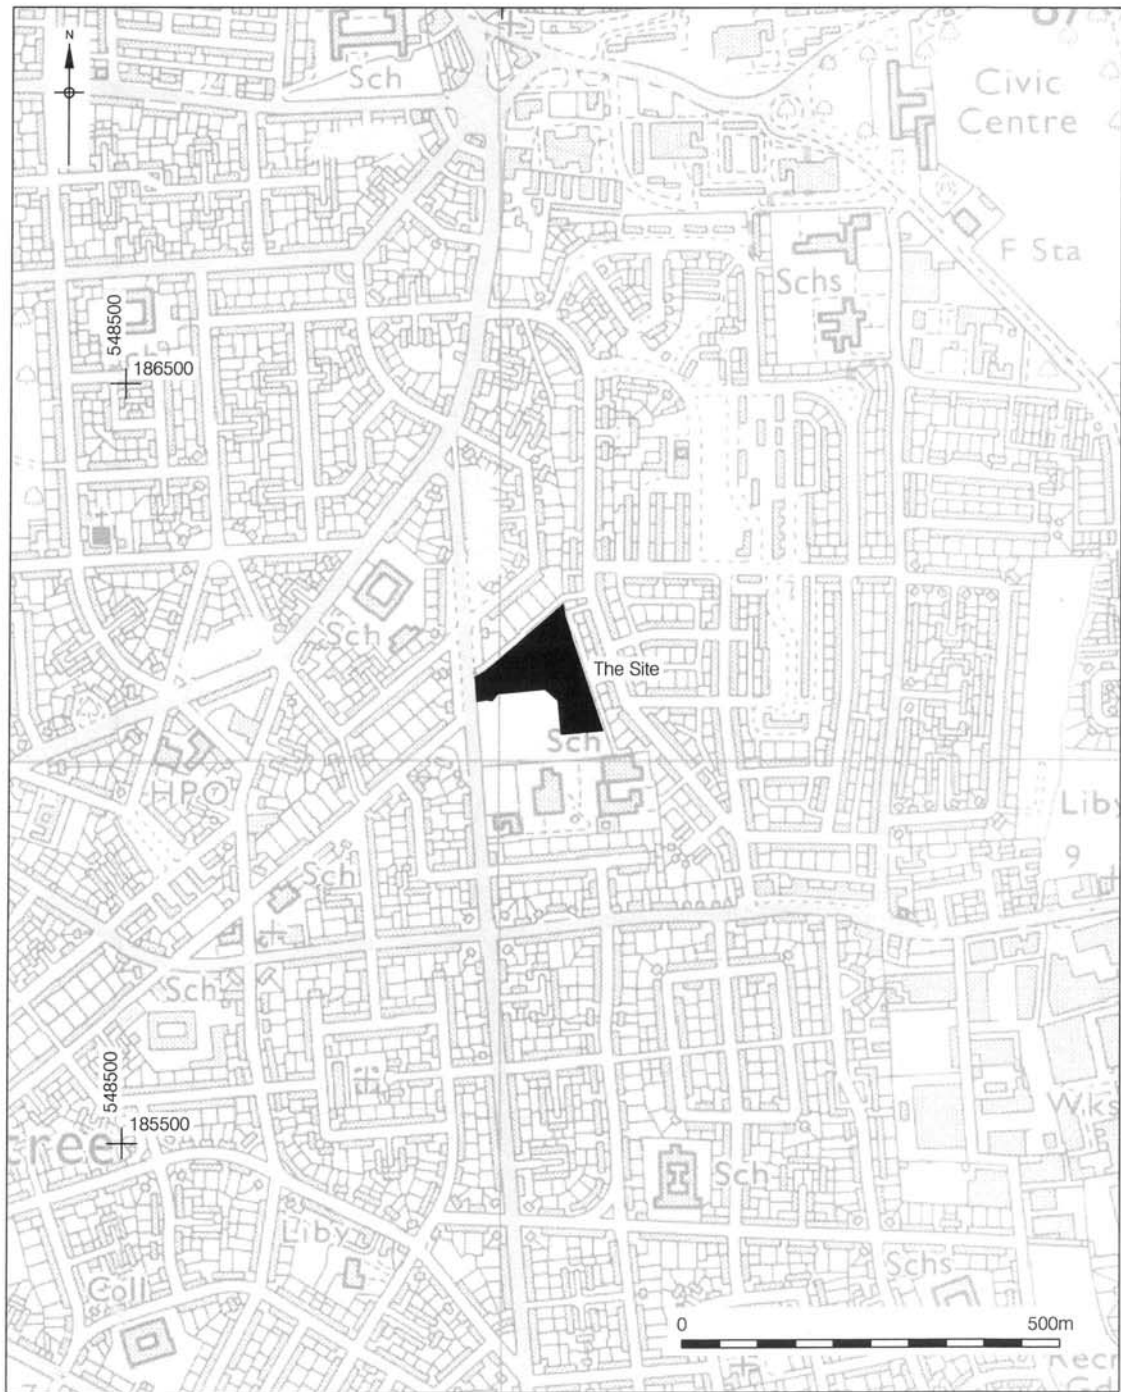 N
Sch
Civic
Centre
F Sta
Schs
548500
186500
Sch
The Site
Sch
HPO
Liby
9
Sch
Sch
548500
185500
Wks
Sch
Liby
Schs
Coll
0
500m